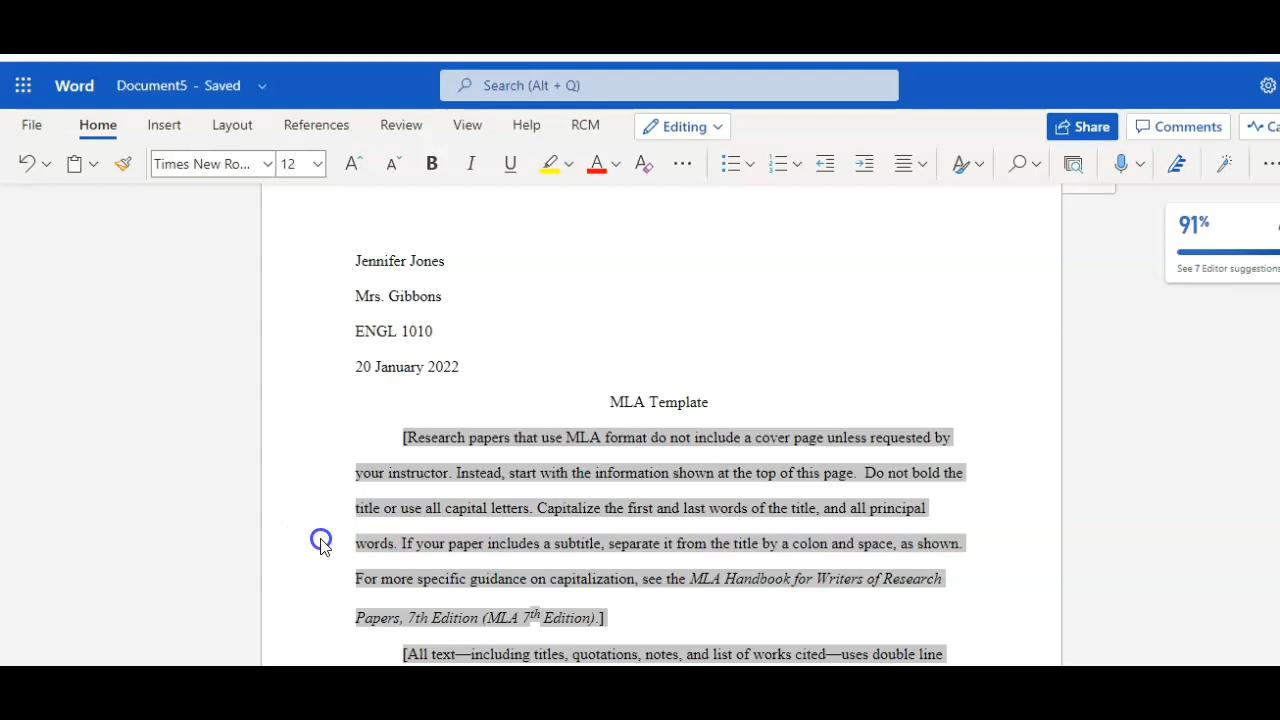 Word Document5 - Saved Search (Alt + Q)
File Home Insert Layout References Review View Help RCM Editing Share Comments
Times New Ro... 12
91%
See 7 Editor suggestions
Jennifer Jones
Mrs. Gibbons
ENGL 1010
20 January 2022
MLA Template
[Research papers that use MLA format do not include a cover page unless requested by
your instructor. Instead, start with the information shown at the top of this page.  Do not bold the
title or use all capital letters. Capitalize the first and last words of the title, and all principal
words. If your paper includes a subtitle, separate it from the title by a colon and space, as shown.
For more specific guidance on capitalization, see the MLA Handbook for Writers of Research
Papers, 7th Edition (MLA 7th Edition).]
[All text—including titles, quotations, notes, and list of works cited—uses double line